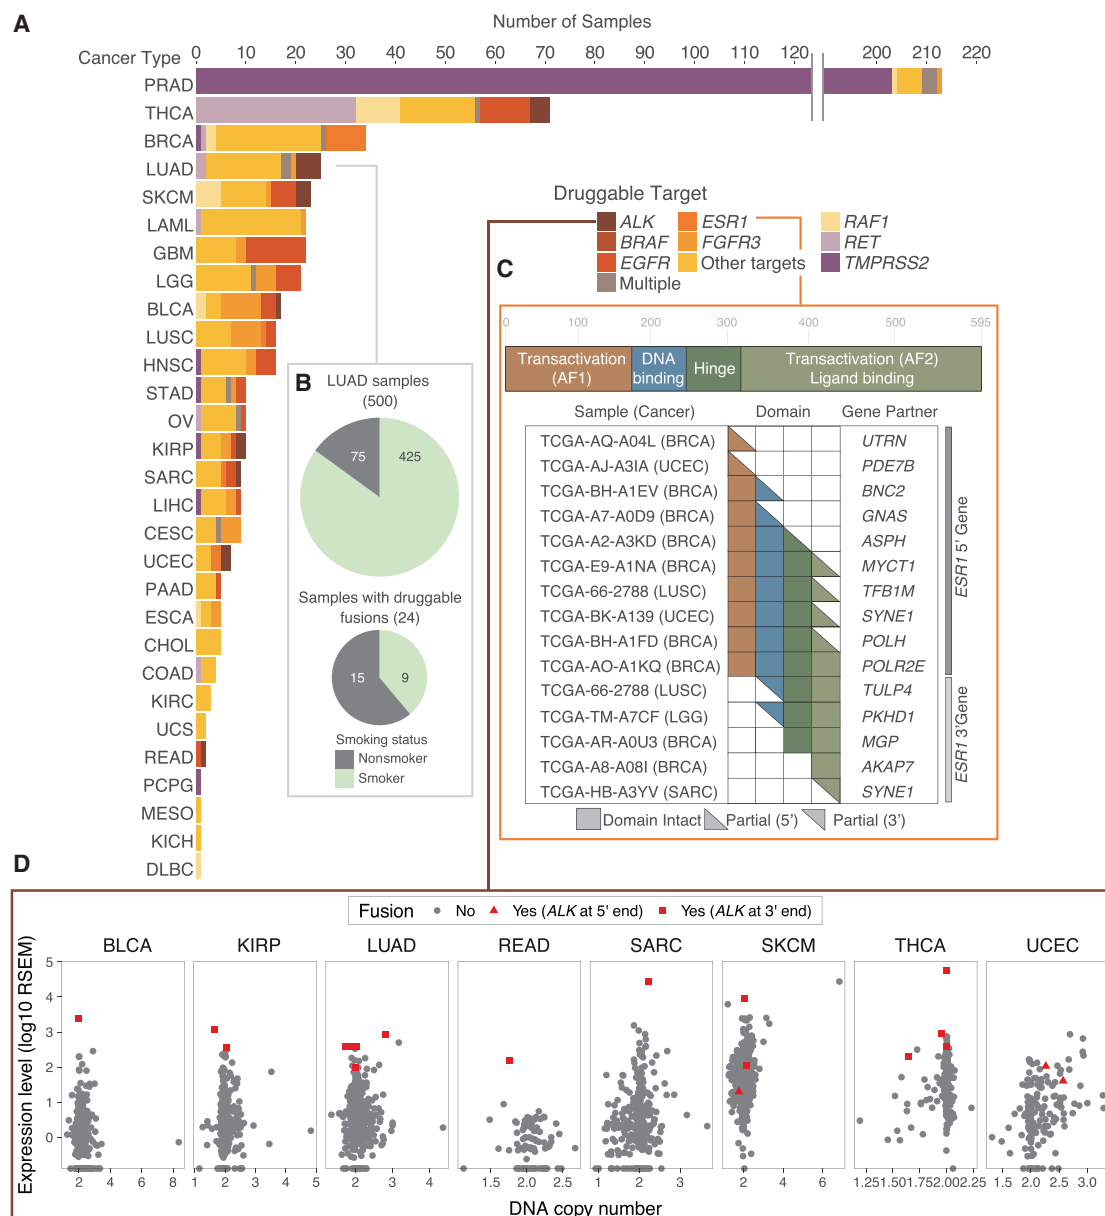 A
Number of Samples
Cancer Type
0 10 20 30 40 50 60 70 80 90 100 110 120 200 210 220
PRAD
THCA
BRCA
LUAD
SKCM
LAML
GBM
LGG
BLCA
LUSC
HNSC
STAD
OV
KIRP
SARC
LIHC
CESC
UCEC
PAAD
ESCA
CHOL
COAD
KIRC
UCS
READ
PCPG
MESO
KICH
DLBC
Druggable Target
ALK ESR1 RAF1
BRAF FGFR3 RET
EGFR Other targets TMPRSS2
Multiple
B
LUAD samples
(500)
75 425
Samples with druggable
fusions (24)
15 9
Smoking status
Nonsmoker
Smoker
C
0 100 200 300 400 500 595
Transactivation
(AF1)
DNA
binding
Hinge
Transactivation (AF2)
Ligand binding
Sample (Cancer) Domain Gene Partner
TCGA-AQ-A04L (BRCA) UTRN
TCGA-AJ-A3IA (UCEC) PDE7B
TCGA-BH-A1EV (BRCA) BNC2
TCGA-A7-A0D9 (BRCA) GNAS
TCGA-A2-A3KD (BRCA) ASPH
TCGA-E9-A1NA (BRCA) MYCT1
TCGA-66-2788 (LUSC) TFB1M
TCGA-BK-A139 (UCEC) SYNE1
TCGA-BH-A1FD (BRCA) POLH
TCGA-AO-A1KQ (BRCA) POLR2E
TCGA-66-2788 (LUSC) TULP4
TCGA-TM-A7CF (LGG) PKHD1
TCGA-AR-A0U3 (BRCA) MGP
TCGA-A8-A08I (BRCA) AKAP7
TCGA-HB-A3YV (SARC) SYNE1
ESR1 5' Gene
ESR1 3'Gene
Domain Intact Partial (5') Partial (3')
D
Fusion No Yes (ALK at 5' end) Yes (ALK at 3' end)
BLCA KIRP LUAD READ SARC SKCM THCA UCEC
Expression level (log10 RSEM)
5
4
3
2
1
0
2 4 6 8 1 2 3 4 5 2 3 4 1.5 2.0 2.5 1 2 3 2 4 6 1.25 1.50 1.75 2.00 2.25 1.5 2.0 2.5 3.0
DNA copy number